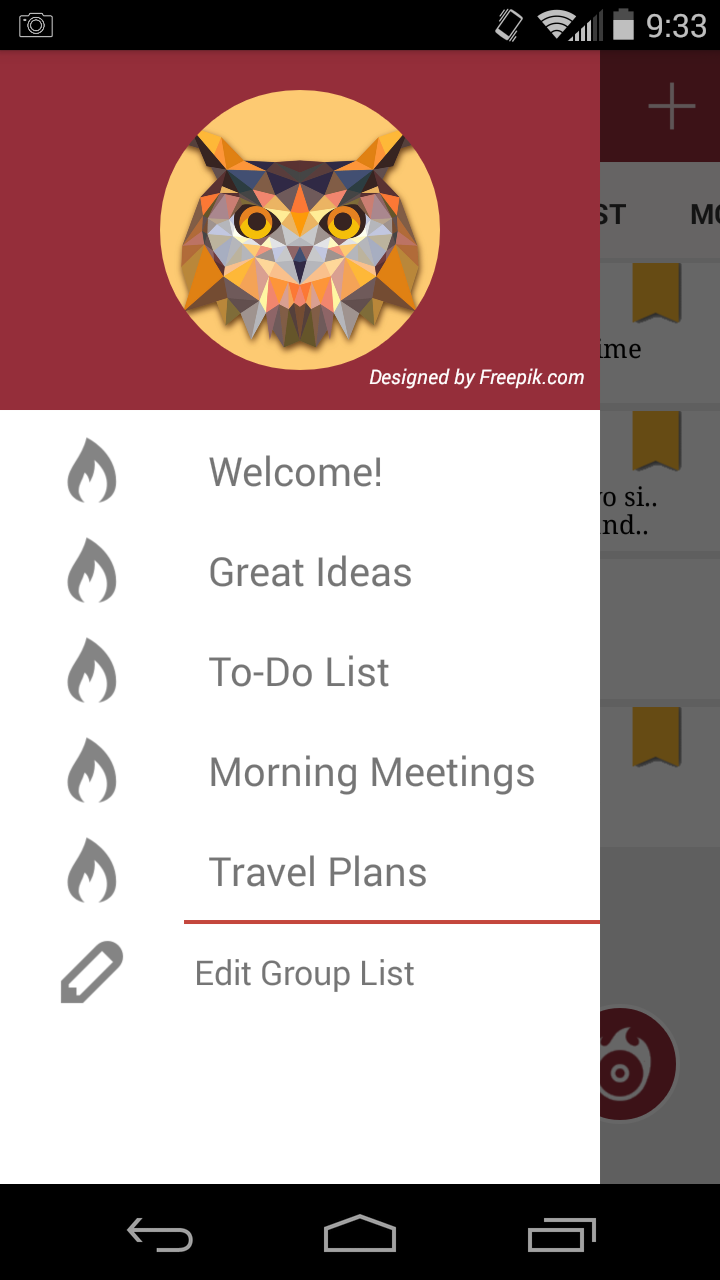 9:33
Designed by Freepik.com
ST MO
ime
Welcome!
o si..
nd..
Great Ideas
To-Do List
Morning Meetings
Travel Plans
Edit Group List